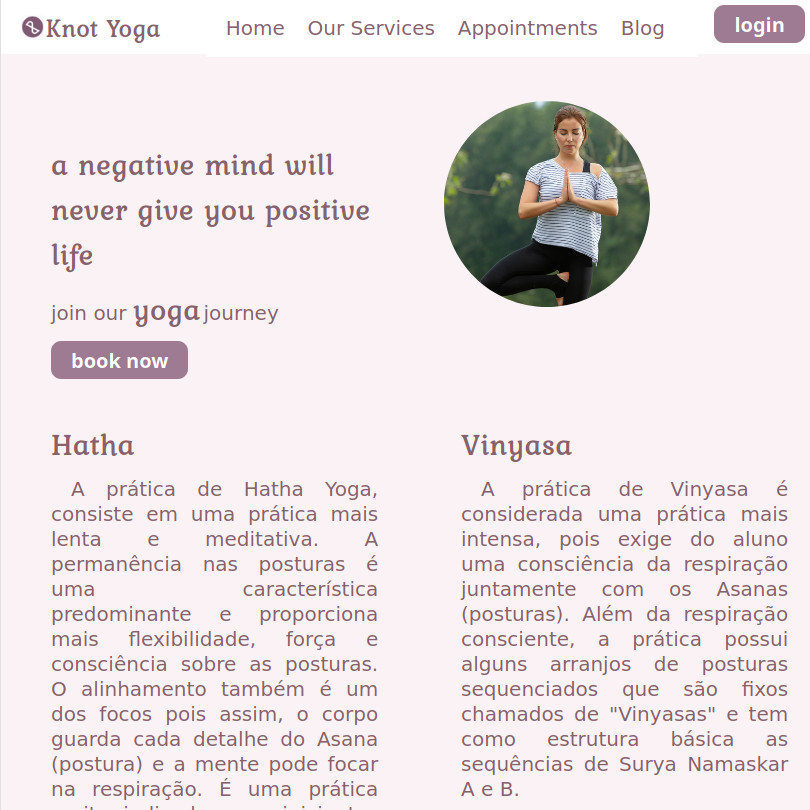 Knot Yoga
Home Our Services Appointments Blog
login
a negative mind will
never give you positive
life
join our yoga journey
book now
Hatha
A prática de Hatha Yoga,
consiste em uma prática mais
lenta e meditativa. A
permanência nas posturas é
uma característica
predominante e proporciona
mais flexibilidade, força e
consciência sobre as posturas.
O alinhamento também é um
dos focos pois assim, o corpo
guarda cada detalhe do Asana
(postura) e a mente pode focar
na respiração. É uma prática
Vinyasa
A prática de Vinyasa é
considerada uma prática mais
intensa, pois exige do aluno
uma consciência da respiração
juntamente com os Asanas
(posturas). Além da respiração
consciente, a prática possui
alguns arranjos de posturas
sequenciados que são fixos
chamados de "Vinyasas" e tem
como estrutura básica as
sequências de Surya Namaskar
A e B.